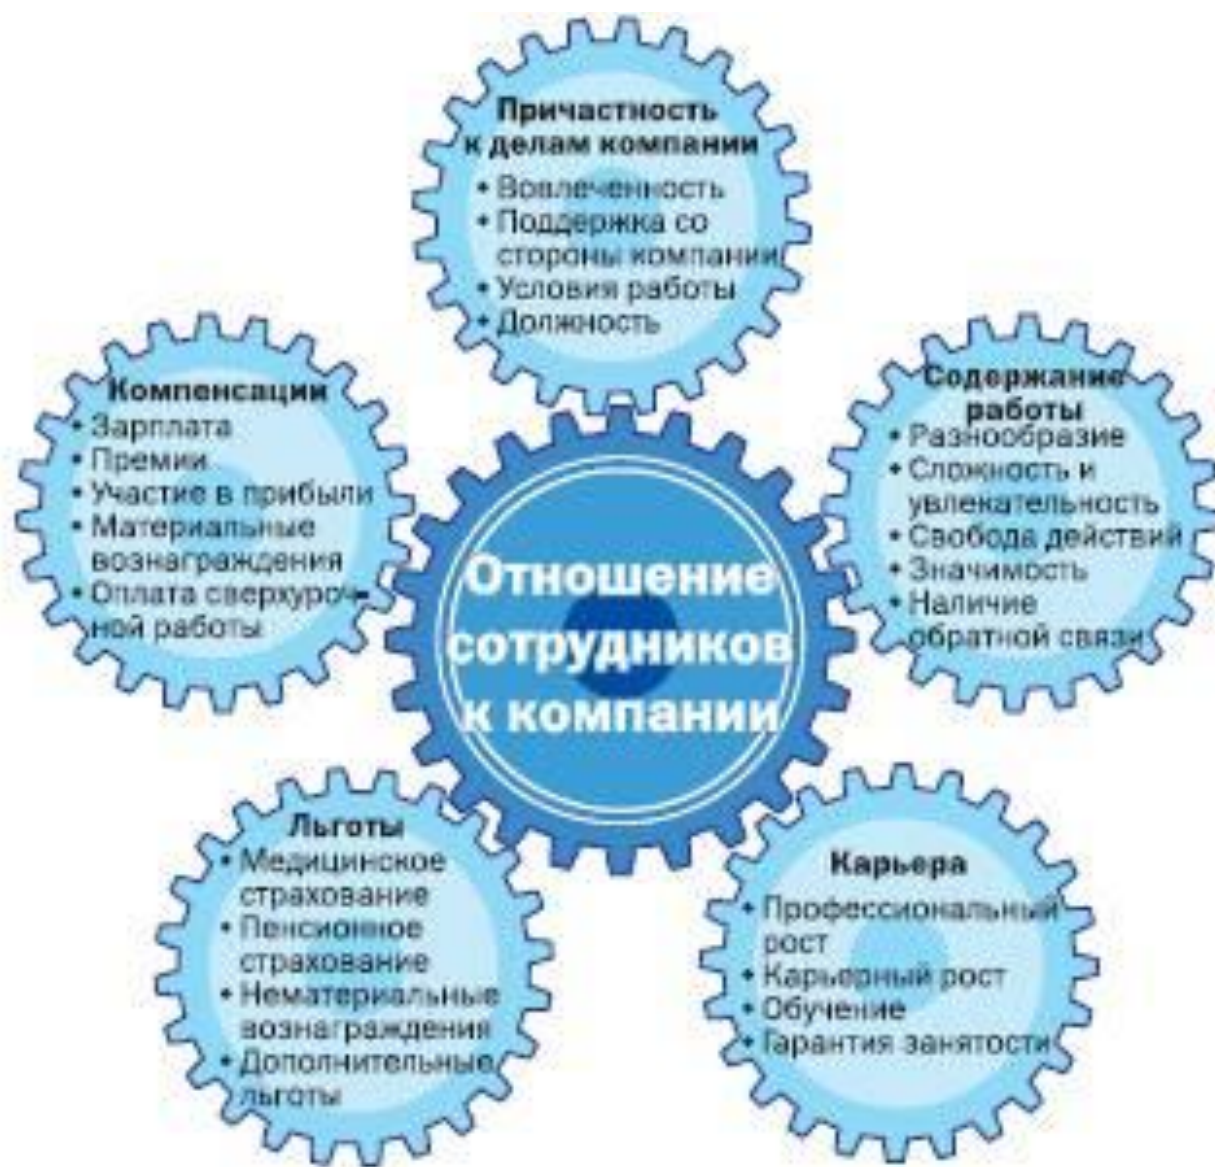 Причастность
к делам компании
• Вовлеченность
• Поддержка со
стороны компании
• Условия работы
• Должность
Компенсации
• Зарплата
• Премии
• Участие в прибыли
• Материальные
вознаграждения
• Оплата сверхуроч-
ной работы
Содержание
работы
• Разнообразие
• Сложность и
увлекательность
• Свобода действий
• Значимость
• Наличие
обратной связи
Отношение
сотрудников
к компании
Льготы
• Медицинское
страхование
• Пенсионное
страхование
• Нематериальные
вознаграждения
• Дополнительные
льготы
Карьера
• Профессиональный
рост
• Карьерный рост
• Обучение
• Гарантия занятости